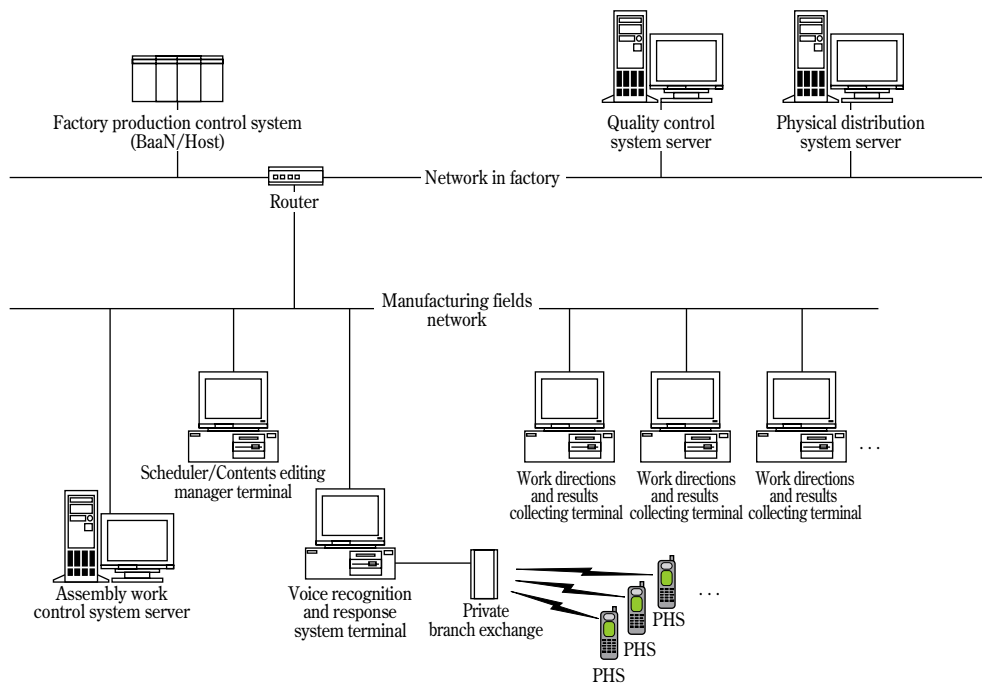 Factory production control system
(BaaN/Host)
Quality control
system server
Physical distribution
system server
Network in factory
Router
Manufacturing fields
network
Scheduler/Contents editing
manager terminal
Work directions
and results
collecting terminal
Work directions
and results
collecting terminal
Work directions
and results
collecting terminal
. . .
Assembly work
control system server
Voice recognition
and response
system terminal
Private
branch exchange
PHS
PHS
PHS
. . .